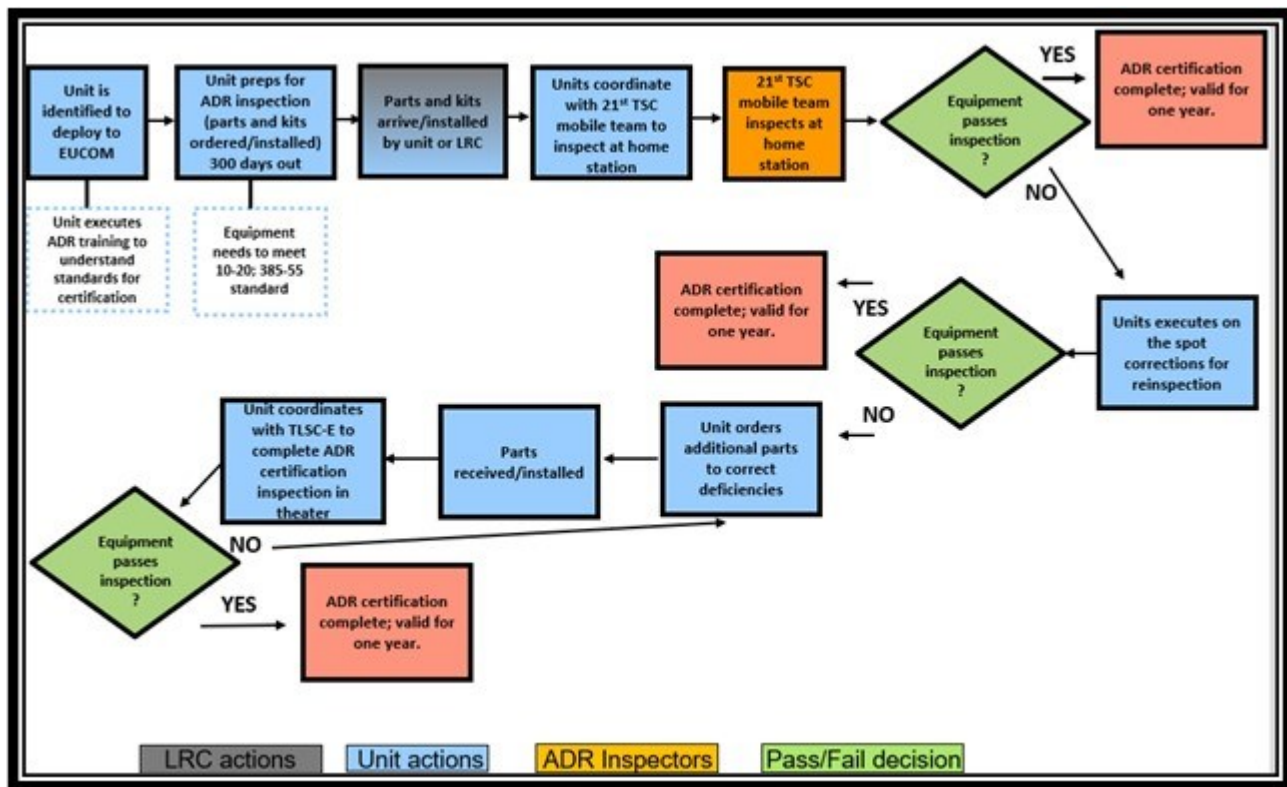 Unit is
identified to
deploy to
EUCOM
Unit preps for
ADR inspection
(parts and kits
ordered/installed)
300 days out
Parts and kits
arrive/installed
by unit or LRC
Units coordinate
with 21st TSC
mobile team to
inspect at home
station
21st TSC
mobile team
inspects at
home
station
Equipment
passes
inspection
?
YES
ADR certification
complete; valid for
one year.
NO
Unit executes
ADR training to
understand
standards for
certification
Equipment
needs to meet
10-20; 385-55
standard
Units executes on
the spot
corrections for
reinspection
Equipment
passes
inspection
?
YES
ADR certification
complete; valid for
one year.
NO
Unit orders
additional parts
to correct
deficiencies
Parts
received/installed
Unit coordinates
with TLSC-E to
complete ADR
certification
inspection in
theater
Equipment
passes
inspection
?
NO
YES
ADR certification
complete; valid for
one year.
LRC actions
Unit actions
ADR Inspectors
Pass/Fail decision